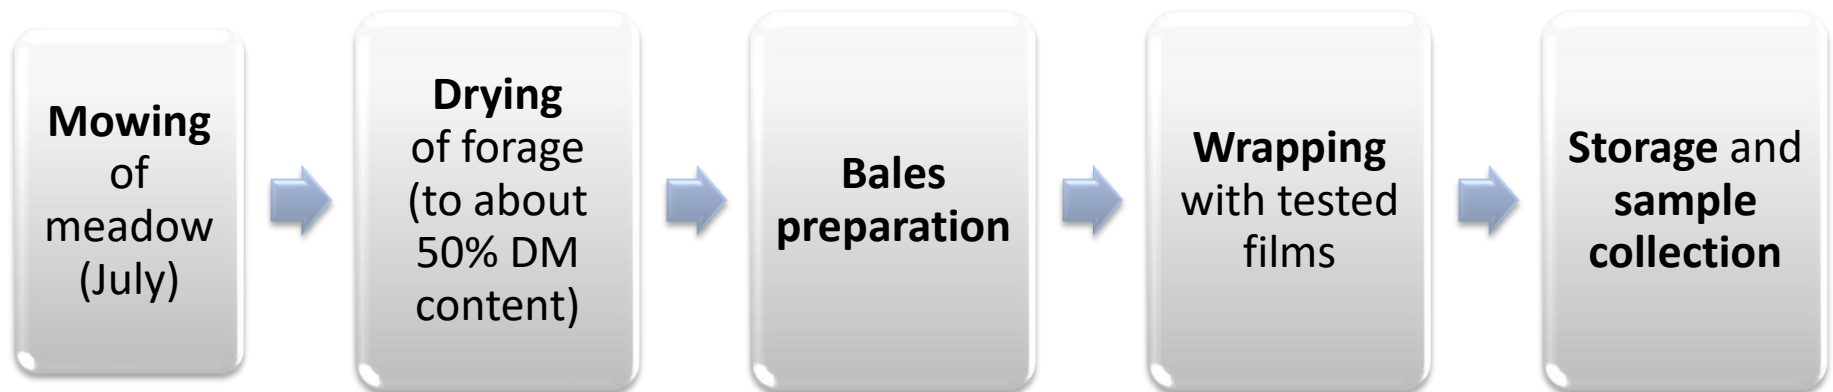 Mowing
of
meadow
(July)
Drying
of forage
(to about
50% DM
content)
Bales
preparation
Wrapping
with tested
films
Storage and
sample
collection